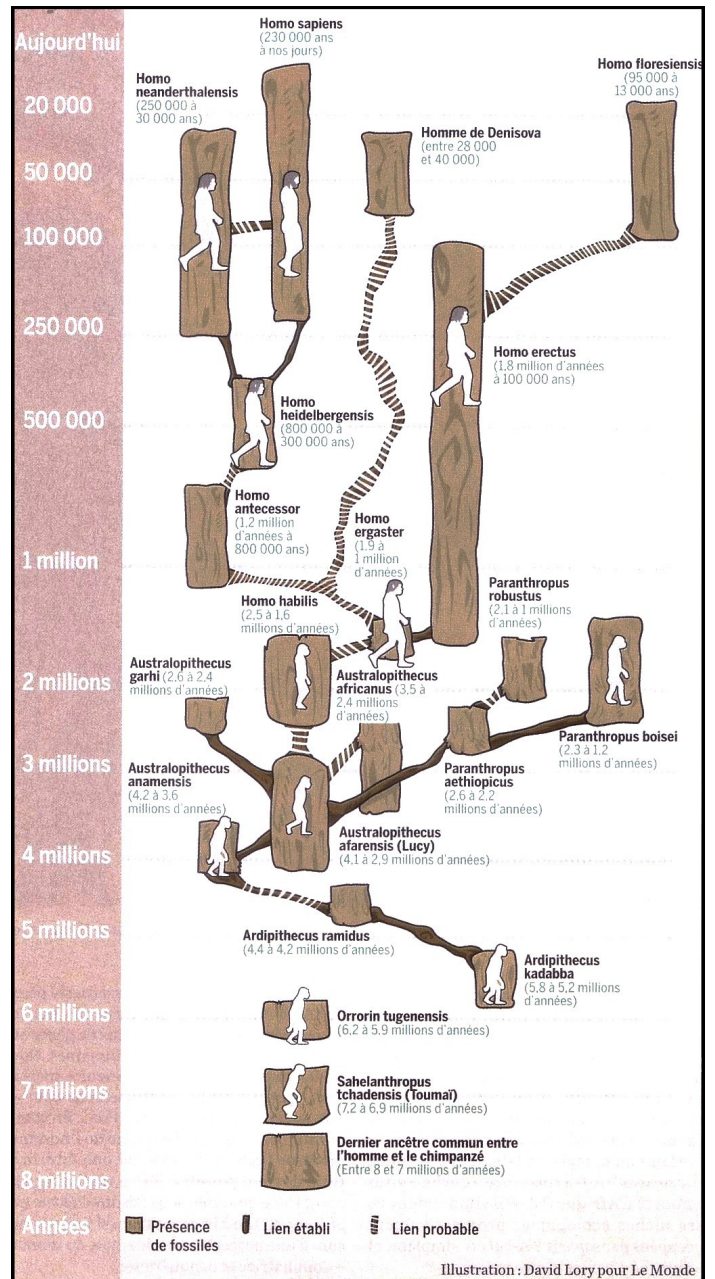 Aujourd'hui
20 000
50 000
100 000
250 000
500 000
1 million
2 millions
3 millions
4 millions
5 millions
6 millions
7 millions
8 millions
Années
Homo sapiens
(230 000 ans
à nos jours)
Homo
neanderthalensis
(250 000 à
30 000 ans)
Homo floresiensis
(95 000 à
13 000 ans)
Homme de Denisova
(entre 28 000
et 40 000)
Homo erectus
(1,8 million d'années
à 100 000 ans)
Homo
heidelbergensis
(800 000 à
300 000 ans)
Homo
antecessor
(1,2 million
d'années à
800 000 ans)
Homo
ergaster
(1,9 à
1 million
d'années)
Homo habilis
(2,5 à 1,6
millions d'années)
Paranthropus
robustus
(2,1 à 1 millions
d'années)
Australopithecus
garhi (2,6 à 2,4
millions d'années)
Australopithecus
africanus (3,5 à
2,4 millions
d'années)
Paranthropus boisei
(2,3 à 1,2
millions d'années)
Australopithecus
anamensis
(4,2 à 3,6
millions d'années)
Paranthropus
aethiopicus
(2,6 à 2,2
millions d'années)
Australopithecus
afarensis (Lucy)
(4,1 à 2,9 millions d'années)
Ardipithecus ramidus
(4,4 à 4,2 millions d'années)
Ardipithecus
kadabba
(5,8 à 5,2 millions
d'années)
Orrorin tugenensis
(6,2 à 5.9 millions d'années)
Sahelanthropus
tchadensis (Toumaï)
(7,2 à 6,9 millions d'années)
Dernier ancêtre commun entre
l'homme et le chimpanzé
(Entre 8 et 7 millions d'années)
Présence
de fossiles
Lien établi
Lien probable
Illustration : David Lory pour Le Monde